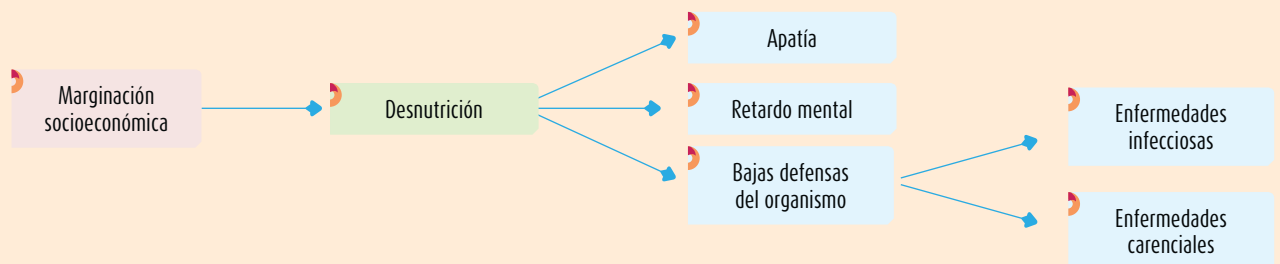 Marginación
socioeconómica
Desnutrición
Apatía
Retardo mental
Bajas defensas
del organismo
Enfermedades
infecciosas
Enfermedades
carenciales